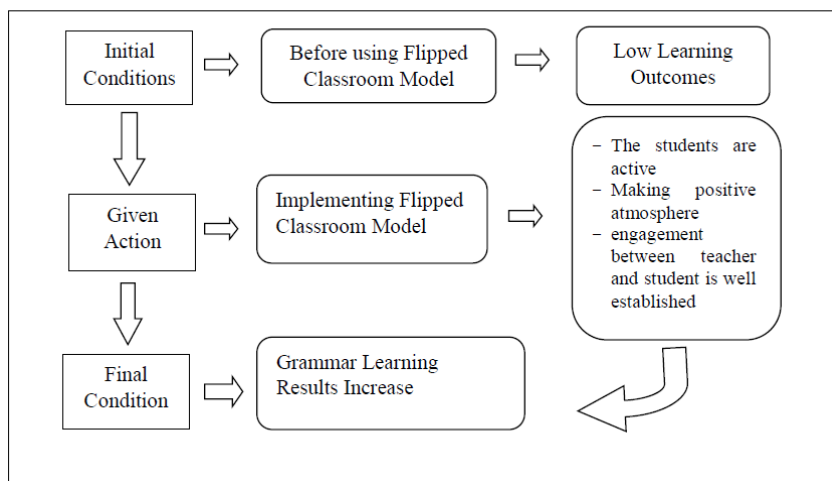 Initial
Conditions
Before using Flipped
Classroom Model
Low Learning
Outcomes
Given
Action
Implementing Flipped
Classroom Model
− The students are
active
− Making positive
atmosphere
− engagement
between teacher
and student is well
established
Final
Condition
Grammar Learning
Results Increase